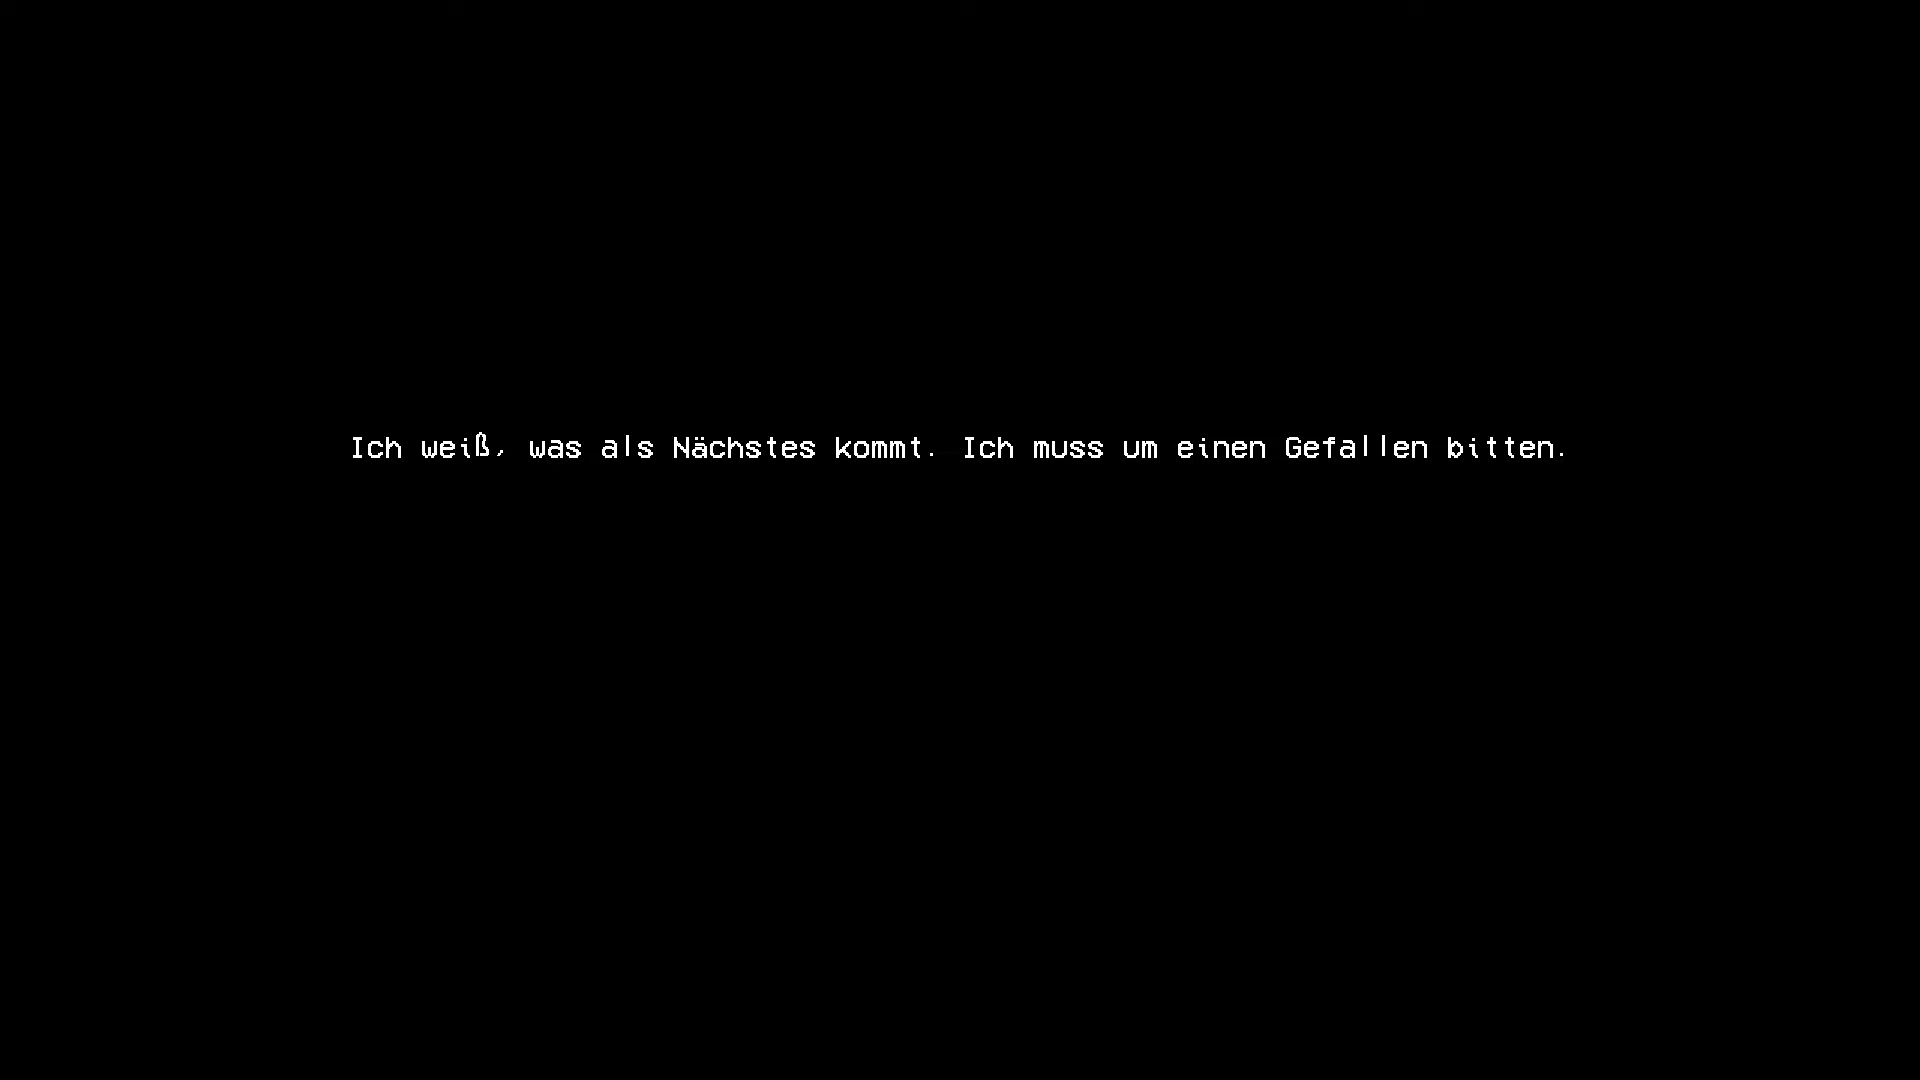 Ich weiß, was als Nächstes kommt. Ich muss um einen Gefallen bitten.